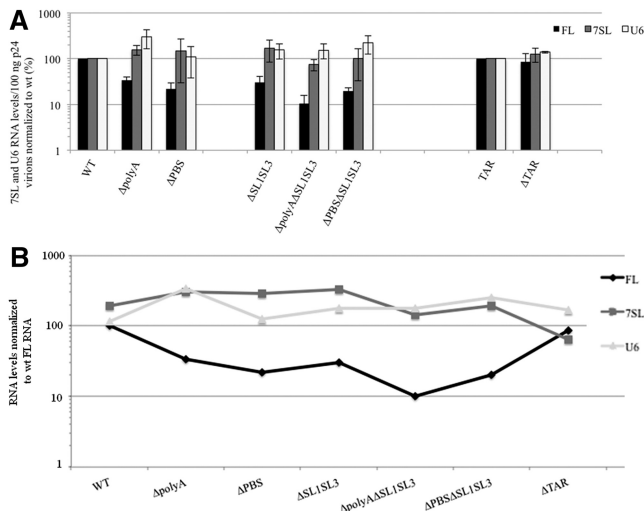 A
FL 7SL U6
7SL and U6 RNA levels/100 ng p24
virions normalized to wt (%)
1000
100
10
1
WT
ΔpolyA
ΔPBS
ΔSL1SL3
ΔpolyAΔSL1SL3
ΔPBSΔSL1SL3
TAR
ΔTAR
B
RNA levels normalized
to wt FL RNA
1000
100
10
1
FL
7SL
U6
WT
ΔpolyA
ΔPBS
ΔSL1SL3
ΔpolyAΔSL1SL3
ΔPBSΔSL1SL3
ΔTAR